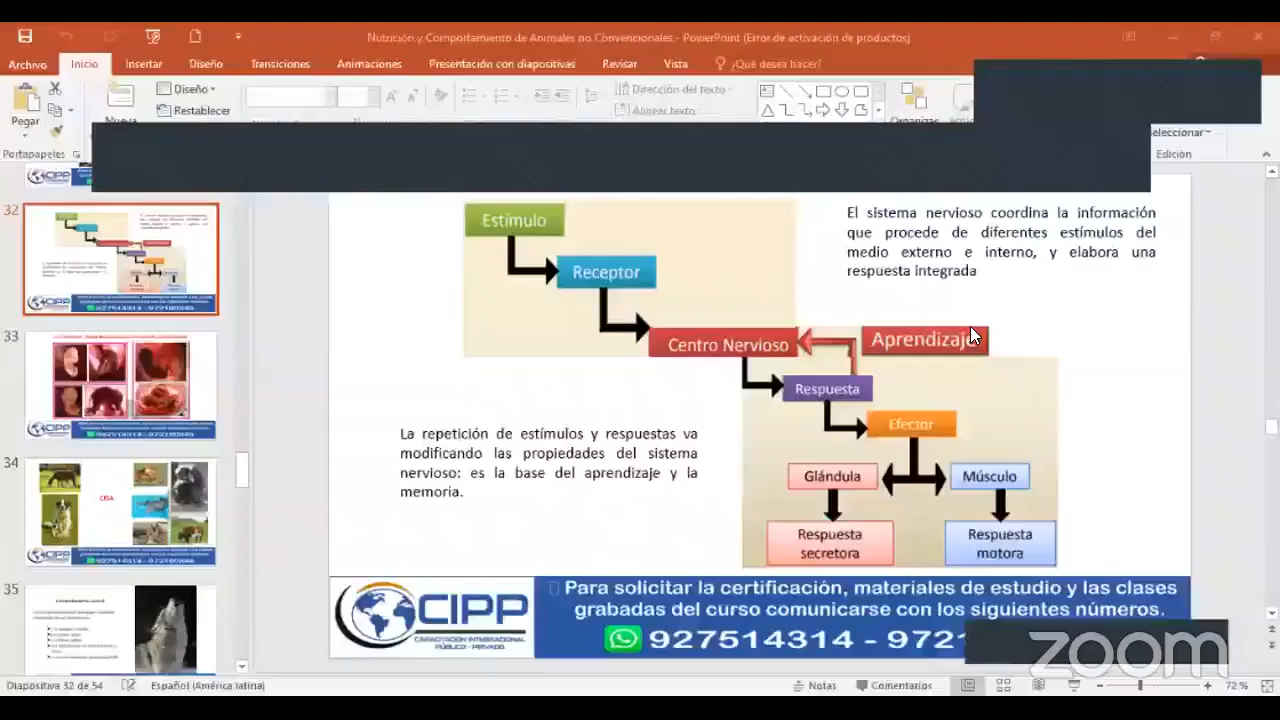 Nutrición y Comportamiento de Animales no Convencionales - PowerPoint (Error de activación de productos)
Archivo Inicio Insertar Diseño Transiciones Animaciones Presentación con diapositivas Revisar Vista ¿Qué desea hacer?
Pegar
Diseño
Restablecer
Dirección del texto
Alinear texto
Organizar
Portapapeles
Edición
32
33
34
35
Estímulo
Receptor
Centro Nervioso
Aprendizaje
Respuesta
Efector
Glándula
Músculo
Respuesta
secretora
Respuesta
motora
El sistema nervioso coordina la información
que procede de diferentes estímulos del
medio externo e interno, y elabora una
respuesta integrada
La repetición de estímulos y respuestas va
modificando las propiedades del sistema
nervioso: es la base del aprendizaje y la
memoria.
CIPP
CAPACITACIÓN INTERNACIONAL
PÚBLICO - PRIVADO
Para solicitar la certificación, materiales de estudio y las clases
grabadas del curso comunicarse con los siguientes números.
927514314 - 972
zoom
Diapositiva 32 de 54 Español (América latina) Notas Comentarios 72 %